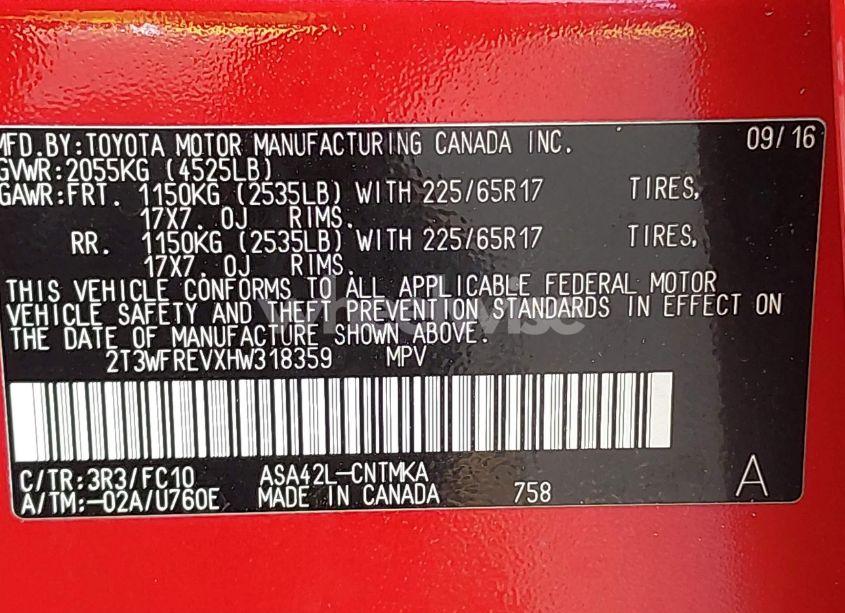 MFD.BY:TOYOTA MOTOR MANUFACTURING CANADA INC. 09/16
GVWR:2055KG (4525LB)
GAWR:FRT. 1150KG (2535LB) WITH 225/65R17 TIRES,
17X7.0J RIMS.
RR. 1150KG (2535LB) WITH 225/65R17 TIRES,
17X7.0J RIMS.
THIS VEHICLE CONFORMS TO ALL APPLICABLE FEDERAL MOTOR
VEHICLE SAFETY AND THEFT PREVENTION STANDARDS IN EFFECT ON
THE DATE OF MANUFACTURE SHOWN ABOVE.
2T3WFREVXHW318359 MPV
C/TR:3R3/FC10 ASA42L-CNTMKA
A/TM:-02A/U760E MADE IN CANADA 758 A